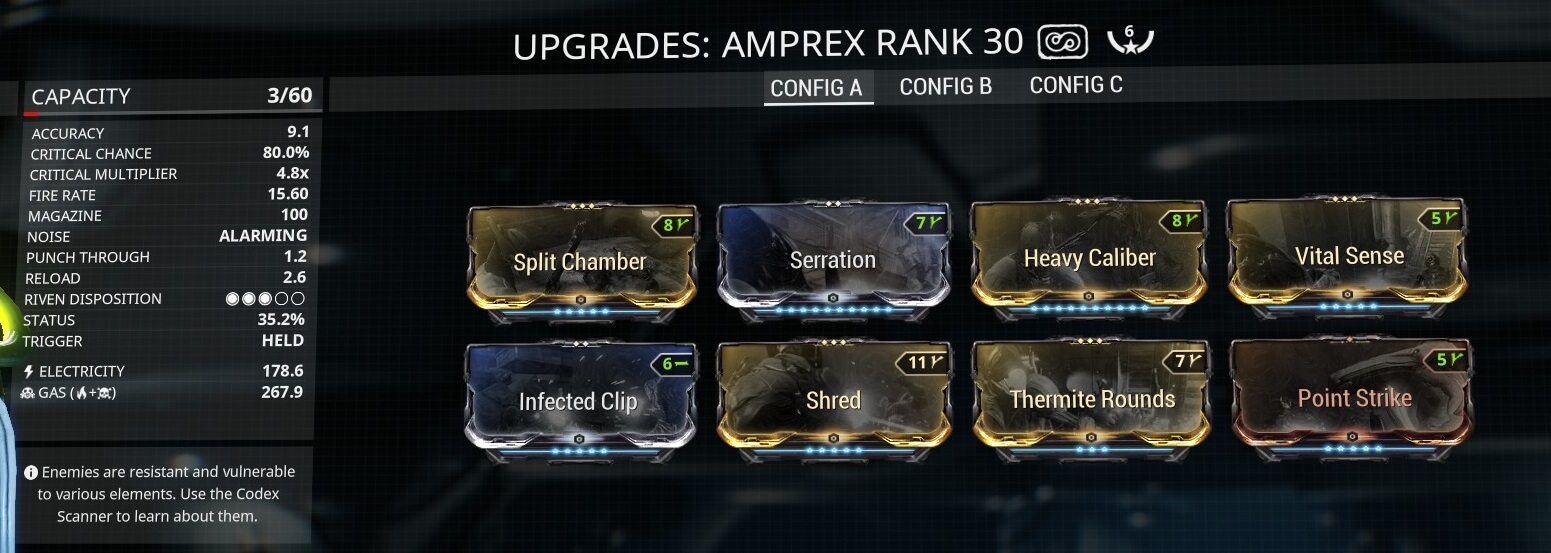 UPGRADES: AMPREX RANK 30 6
CONFIG A CONFIG B CONFIG C
CAPACITY 3/60
ACCURACY 9.1
CRITICAL CHANCE 80.0%
CRITICAL MULTIPLIER 4.8x
FIRE RATE 15.60
MAGAZINE 100
NOISE ALARMING
PUNCH THROUGH 1.2
RELOAD 2.6
RIVEN DISPOSITION
STATUS 35.2%
TRIGGER HELD
ELECTRICITY 178.6
GAS (+) 267.9
Enemies are resistant and vulnerable
to various elements. Use the Codex
Scanner to learn about them.
8 7 8 5
Split Chamber Serration Heavy Caliber Vital Sense
6 11 7 5
Infected Clip Shred Thermite Rounds Point Strike